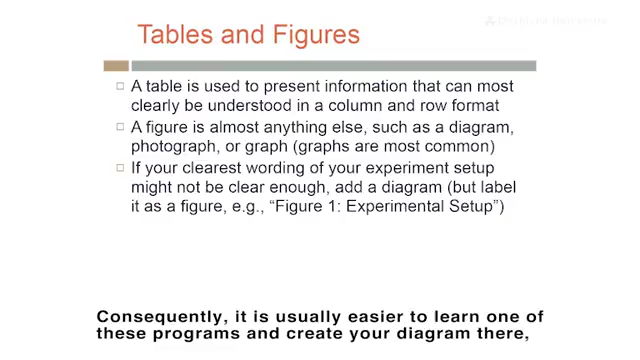 Tables and Figures
A table is used to present information that can most
clearly be understood in a column and row format
A figure is almost anything else, such as a diagram,
photograph, or graph (graphs are most common)
If your clearest wording of your experiment setup
might not be clear enough, add a diagram (but label
it as a figure, e.g., “Figure 1: Experimental Setup”)
Consequently, it is usually easier to learn one of
these programs and create your diagram there,